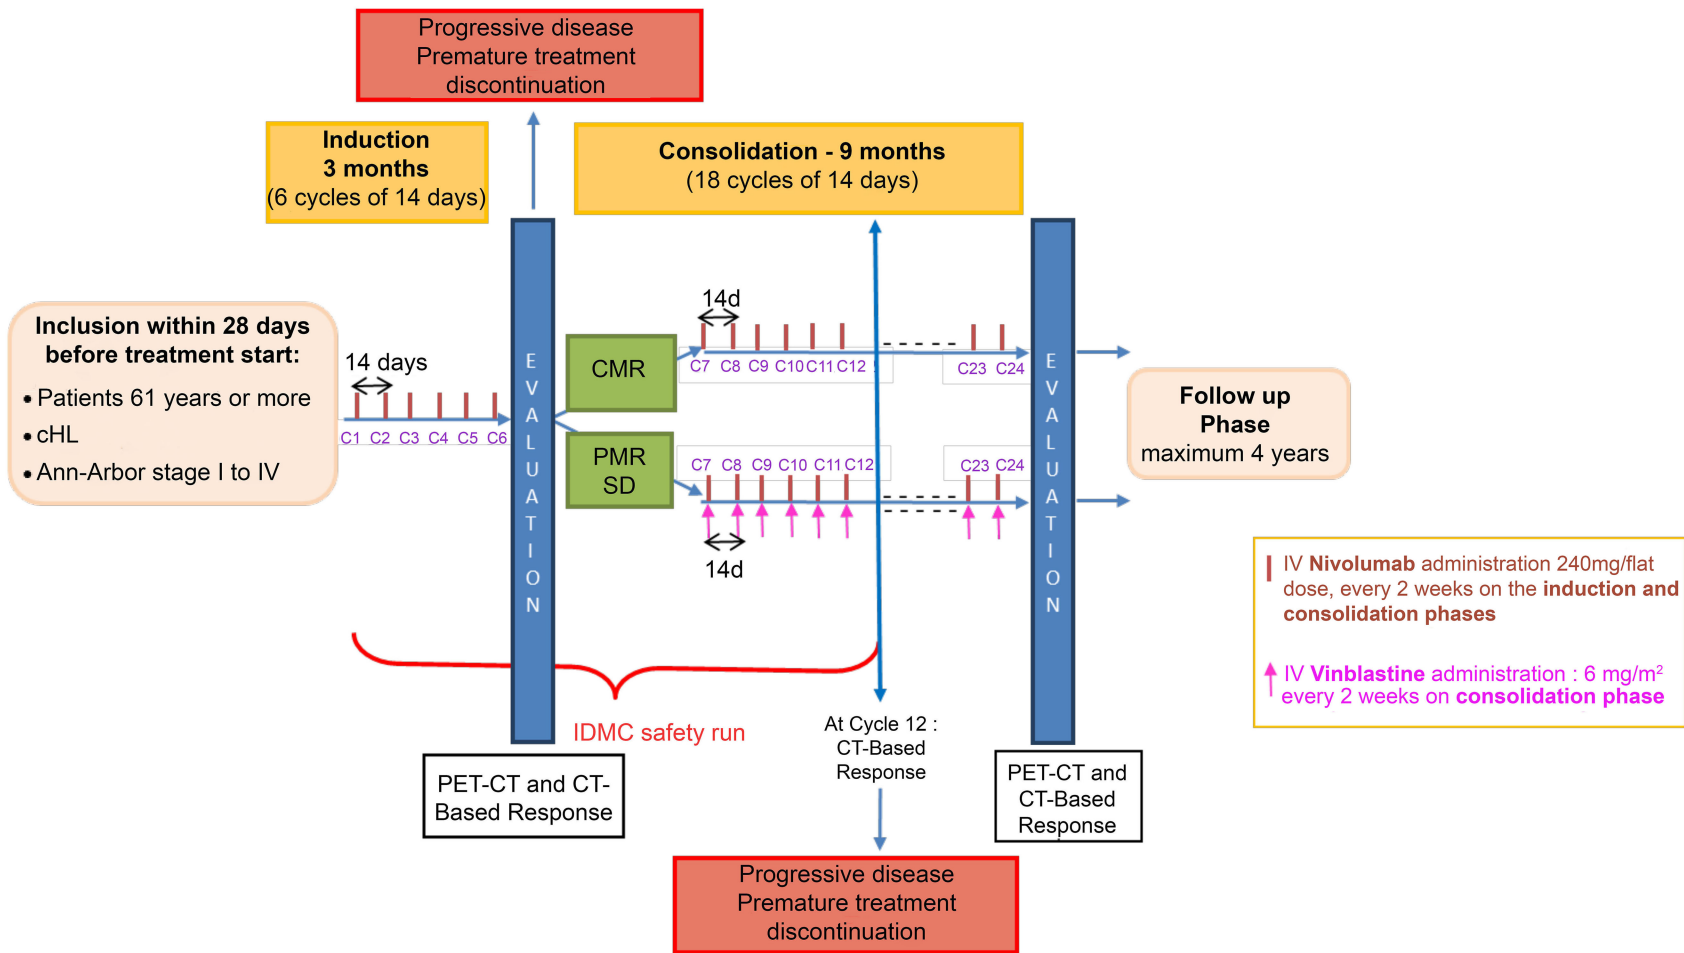 Progressive disease
Premature treatment
discontinuation
Induction
3 months
(6 cycles of 14 days)
Consolidation - 9 months
(18 cycles of 14 days)
Inclusion within 28 days
before treatment start:
• Patients 61 years or more
• cHL
• Ann-Arbor stage I to IV
14 days
C1 C2 C3 C4 C5 C6
EVALUATION
CMR
14d
C7 C8 C9 C10 C11 C12
C23 C24
PMR
SD
C7 C8 C9 C10 C11 C12
C23 C24
14d
EVALUATION
Follow up
Phase
maximum 4 years
IV Nivolumab administration 240mg/flat
dose, every 2 weeks on the induction and
consolidation phases
IV Vinblastine administration : 6 mg/m²
every 2 weeks on consolidation phase
IDMC safety run
At Cycle 12 :
CT-Based
Response
PET-CT and CT-
Based Response
PET-CT and
CT-Based
Response
Progressive disease
Premature treatment
discontinuation